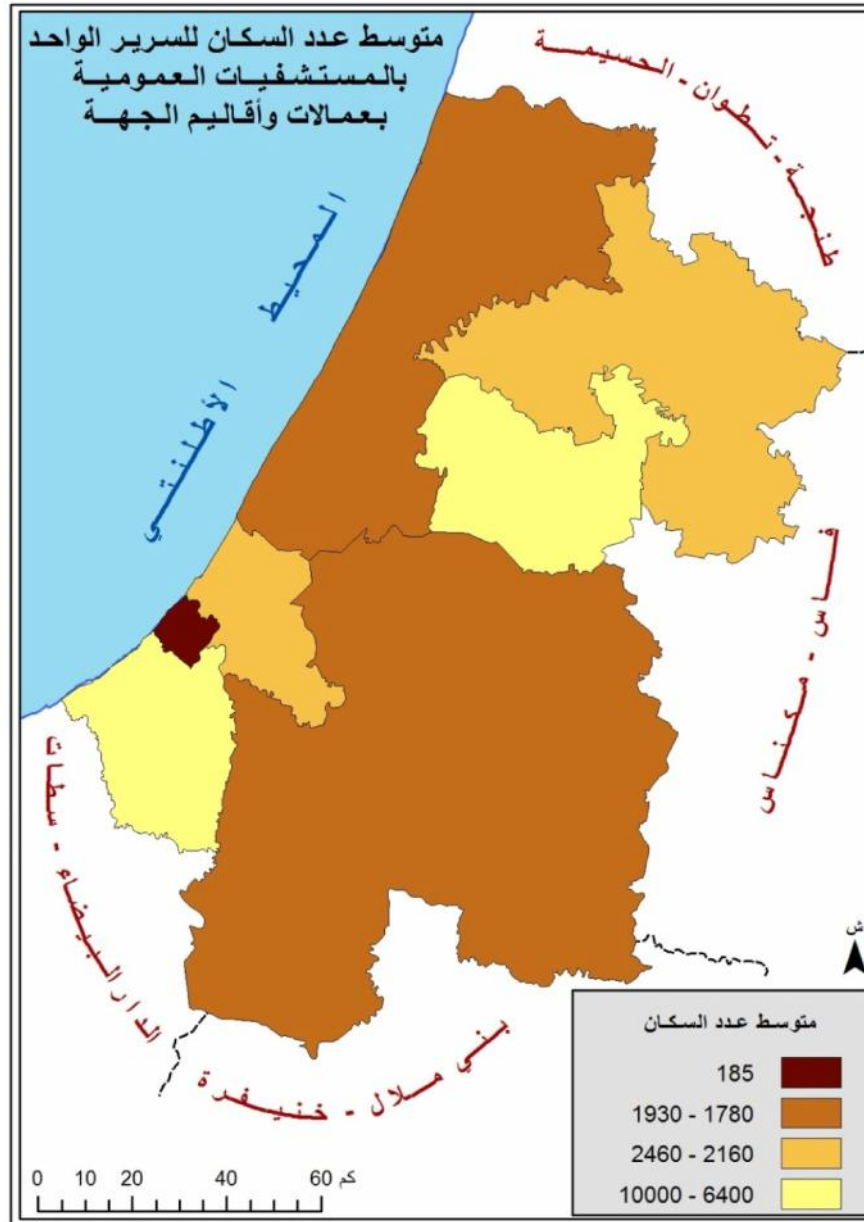 متوسط عدد السكان للسرير الواحد
بالمستشفيات العمومية
بعمالات وأقاليم الجهة
طنجة - تطوان - الحسيمة
المحيط
الأطلنتي
فاس - مكناس
الدار البيضاء - سطات
بني ملال - خنيفرة
ش
متوسط عدد السكان
185
1930 - 1780
2460 - 2160
10000 - 6400
0 10 20 40 60 كم